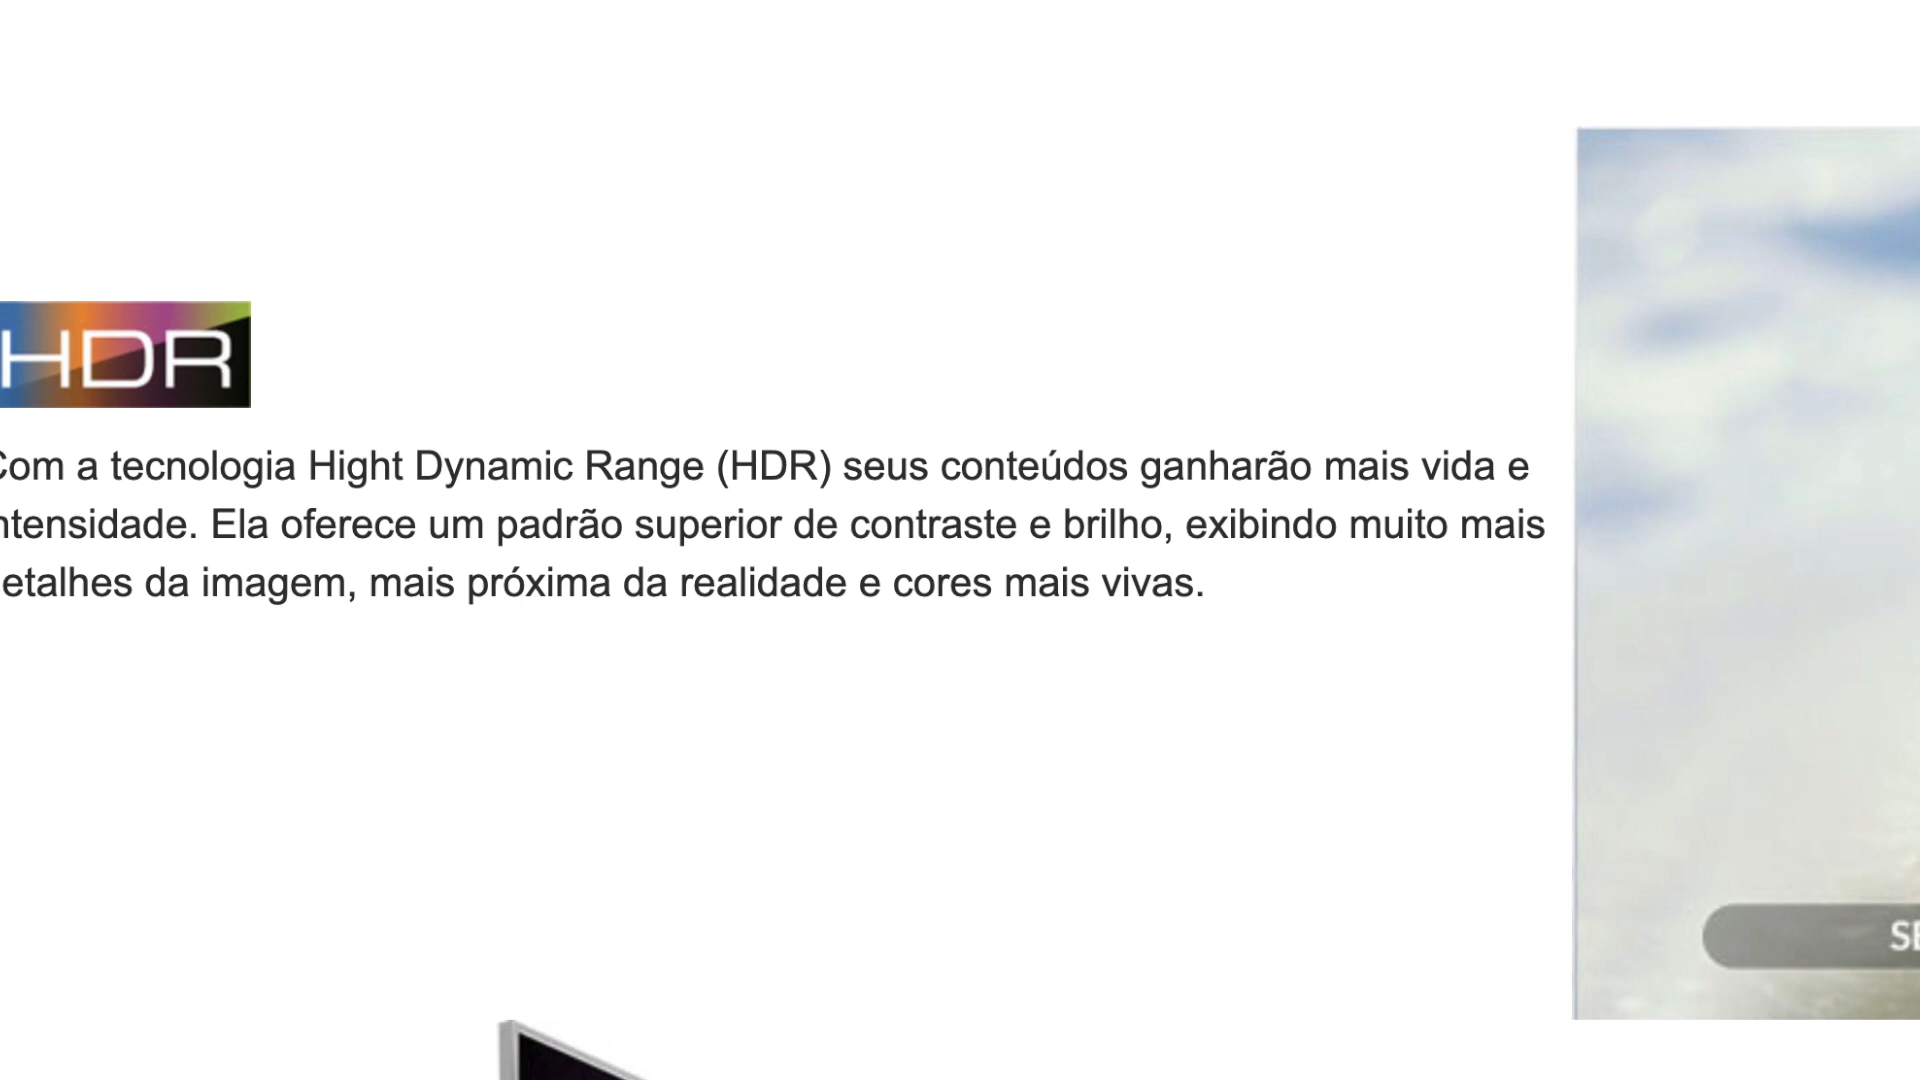 HDR
Com a tecnologia Hight Dynamic Range (HDR) seus conteúdos ganharão mais vida e
ntensidade. Ela oferece um padrão superior de contraste e brilho, exibindo muito mais
etalhes da imagem, mais próxima da realidade e cores mais vivas.